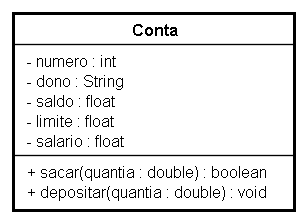 Conta
- numero : int
- dono : String
- saldo : float
- limite : float
- salario : float
+ sacar(quantia : double) : boolean
+ depositar(quantia : double) : void